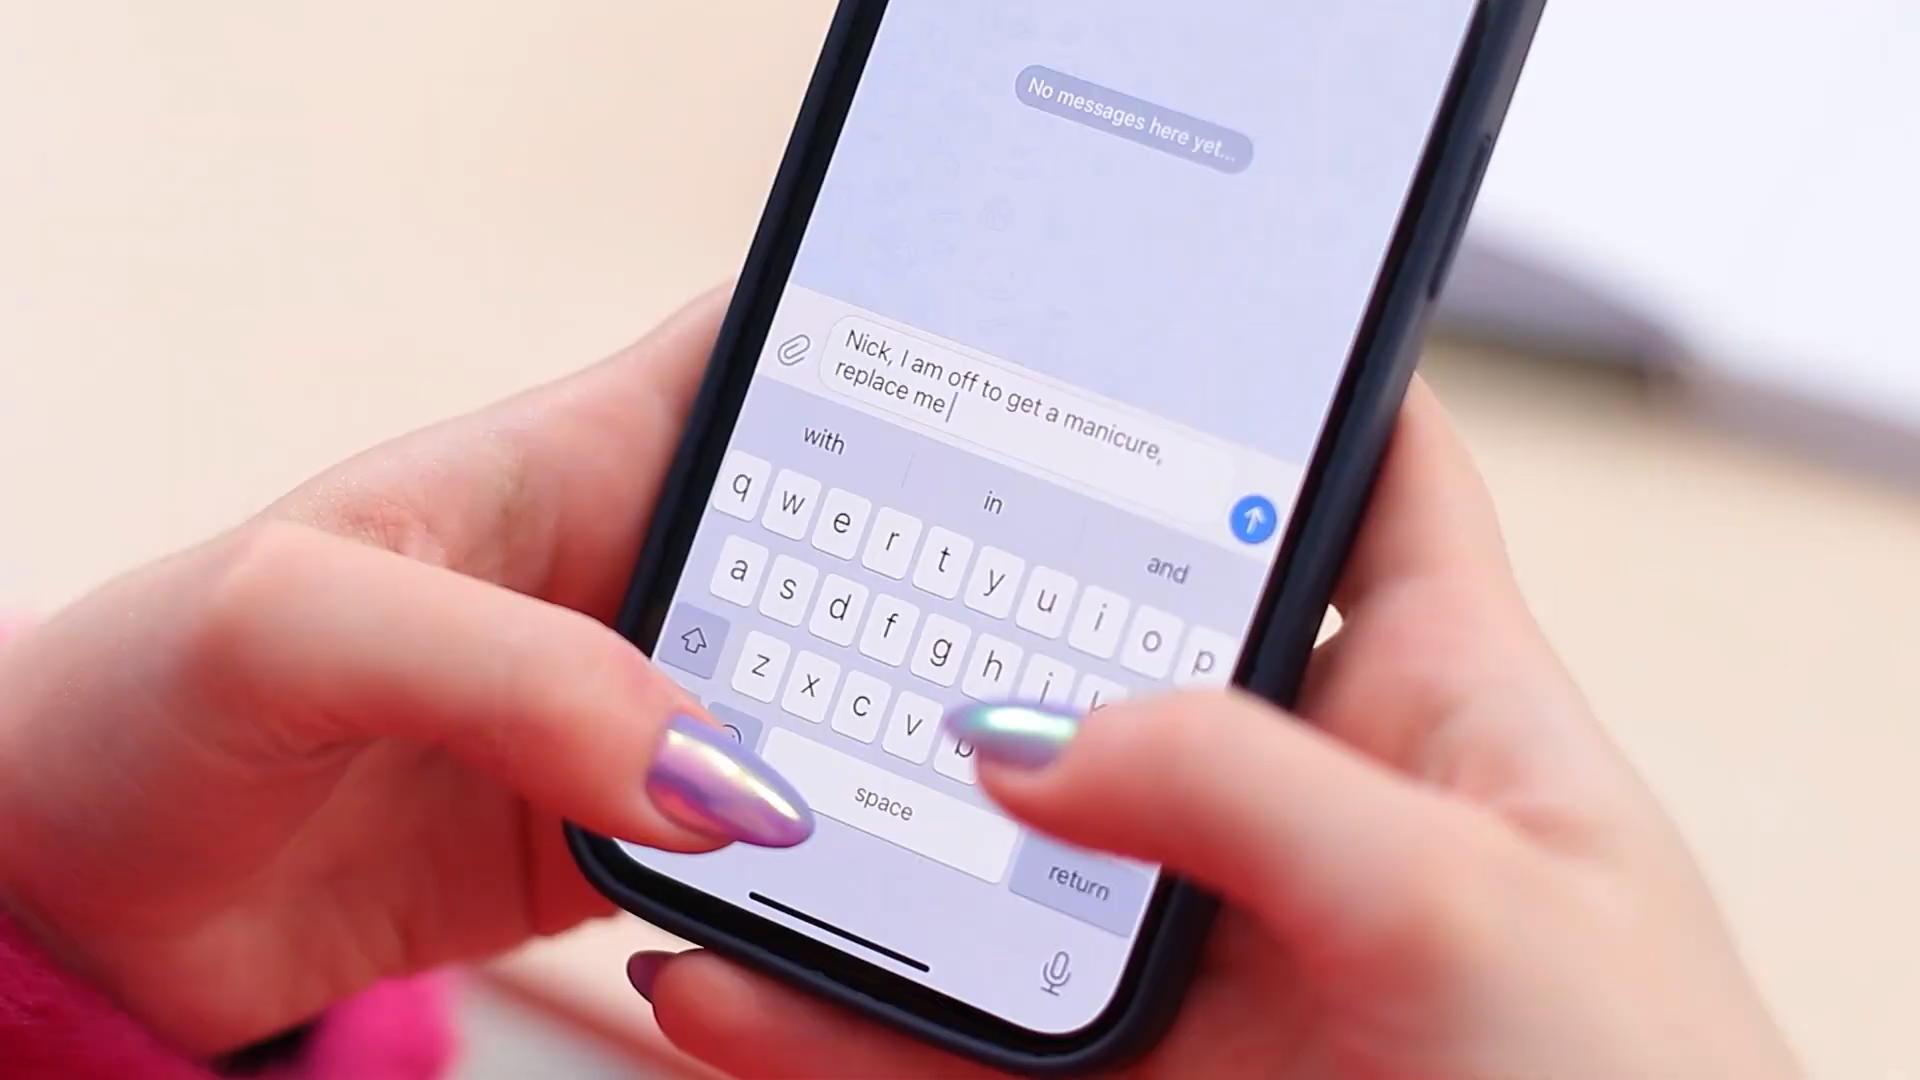 No messages here yet...
Nick, I am off to get a manicure,
replace me
with in and
q w e r t y u i o p
a s d f g h j k
z x c v b
space return